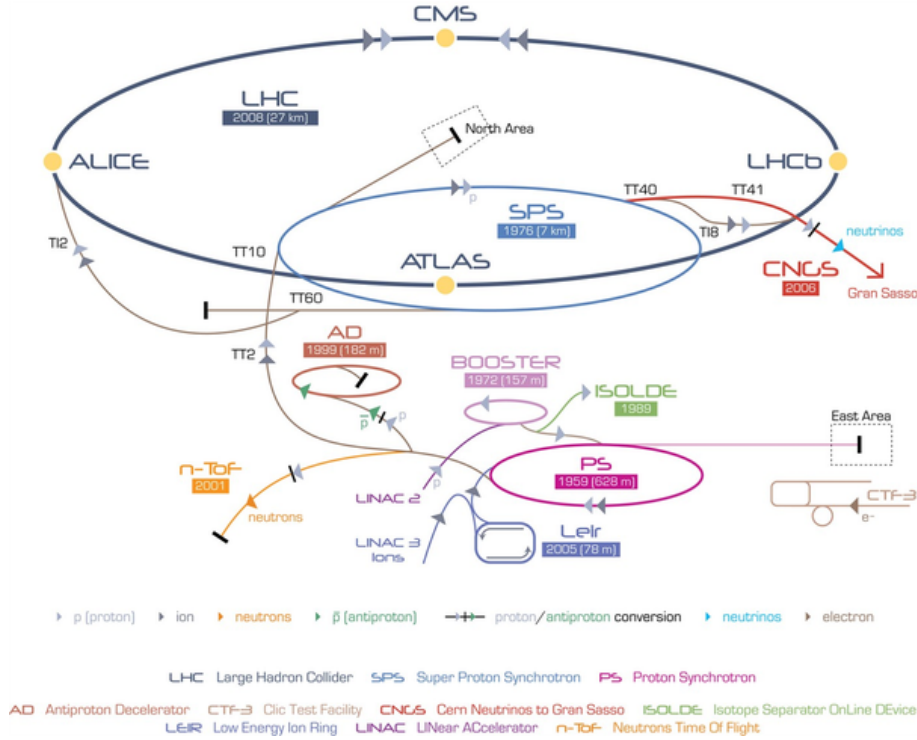 CMS
LHC
2008 (27 km)
North Area
ALICE
LHCb
TT40
TT41
p
SPS
1976 (7 km)
TI8
neutrinos
TI2
TT10
ATLAS
CNGS
2006
Gran Sasso
TT60
AD
1999 (182 m)
TT2
BOOSTER
1972 (157 m)
ISOLDE
1989
p̅
p
East Area
n-ToF
2001
PS
1959 (628 m)
p
LINAC 2
neutrons
CTF-3
e-
LINAC 3
Ions
Leir
2005 (78 m)
p (proton)
ion
neutrons
p̅ (antiproton)
proton/antiproton conversion
neutrinos
electron
LHC Large Hadron Collider
SPS Super Proton Synchrotron
PS Proton Synchrotron
AD Antiproton Decelerator
CTF-3 Clic Test Facility
CNGS Cern Neutrinos to Gran Sasso
ISOLDE Isotope Separator OnLine DEvice
LEIR Low Energy Ion Ring
LINAC LINear ACcelerator
n-ToF Neutrons Time Of Flight